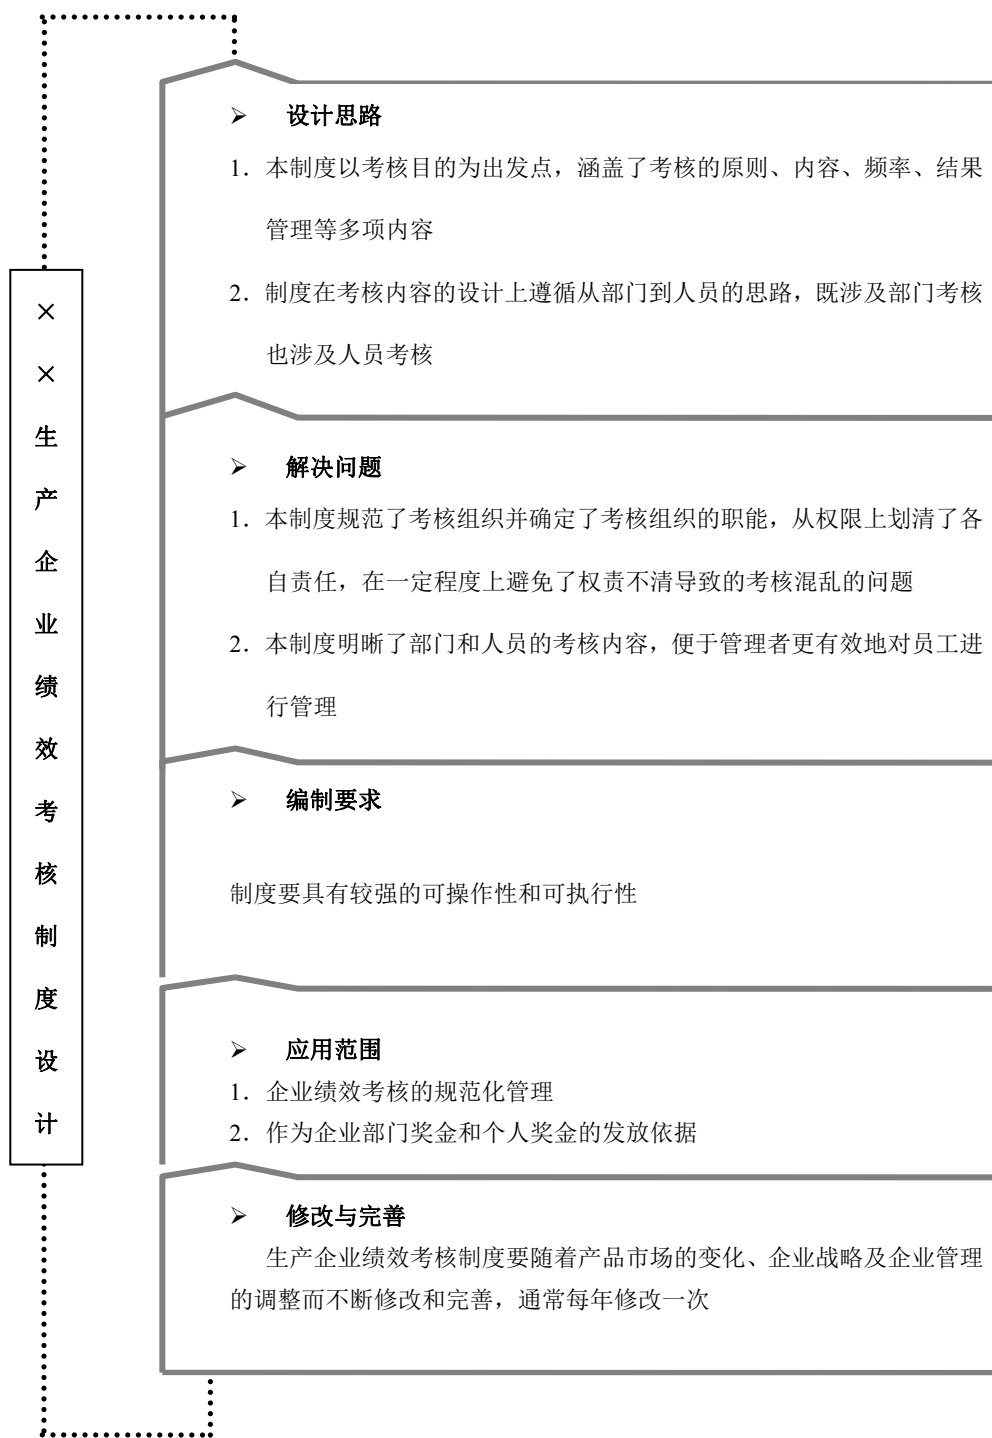 ××生产企业绩效考核制度设计
➢ 设计思路
1．本制度以考核目的为出发点，涵盖了考核的原则、内容、频率、结果
管理等多项内容
2．制度在考核内容的设计上遵循从部门到人员的思路，既涉及部门考核
也涉及人员考核
➢ 解决问题
1．本制度规范了考核组织并确定了考核组织的职能，从权限上划清了各
自责任，在一定程度上避免了权责不清导致的考核混乱的问题
2．本制度明晰了部门和人员的考核内容，便于管理者更有效地对员工进
行管理
➢ 编制要求
制度要具有较强的可操作性和可执行性
➢ 应用范围
1．企业绩效考核的规范化管理
2．作为企业部门奖金和个人奖金的发放依据
➢ 修改与完善
生产企业绩效考核制度要随着产品市场的变化、企业战略及企业管理
的调整而不断修改和完善，通常每年修改一次